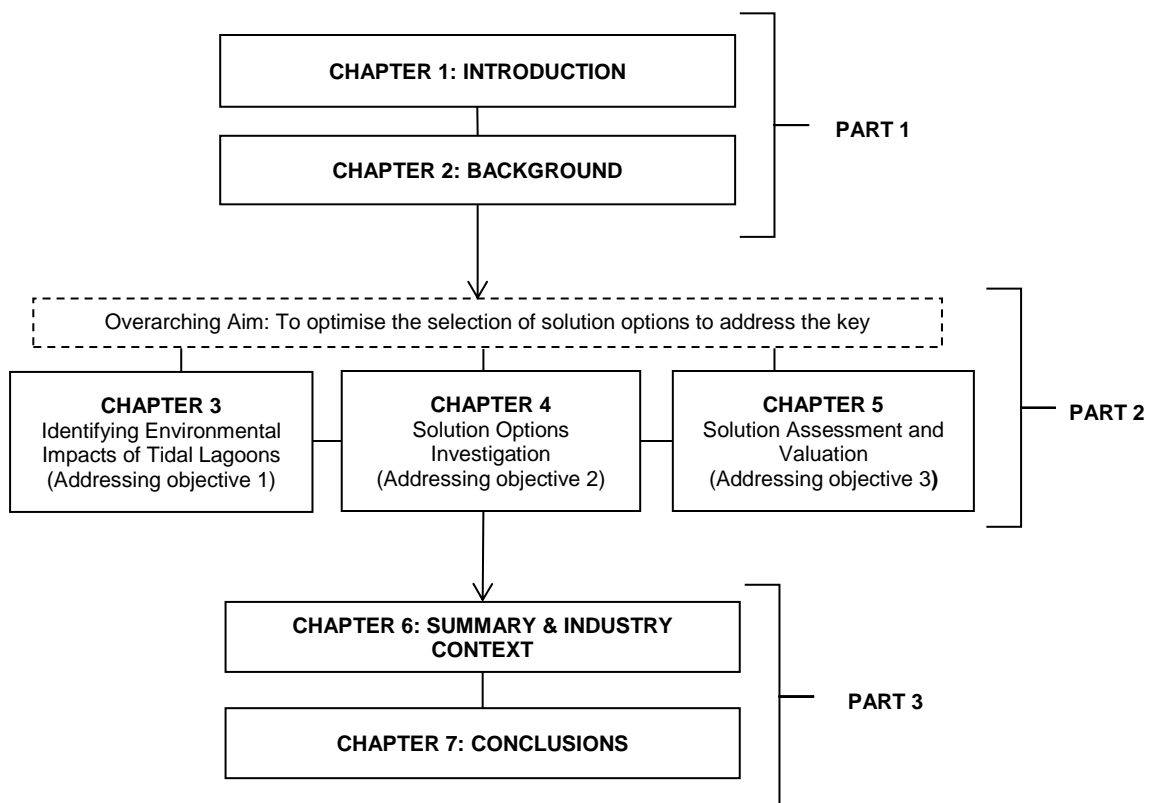 CHAPTER 1: INTRODUCTION
PART 1
CHAPTER 2: BACKGROUND
Overarching Aim: To optimise the selection of solution options to address the key
CHAPTER 3
Identifying Environmental
Impacts of Tidal Lagoons
(Addressing objective 1)
CHAPTER 4
Solution Options
Investigation
(Addressing objective 2)
CHAPTER 5
Solution Assessment and
Valuation
(Addressing objective 3)
PART 2
CHAPTER 6: SUMMARY & INDUSTRY
CONTEXT
PART 3
CHAPTER 7: CONCLUSIONS